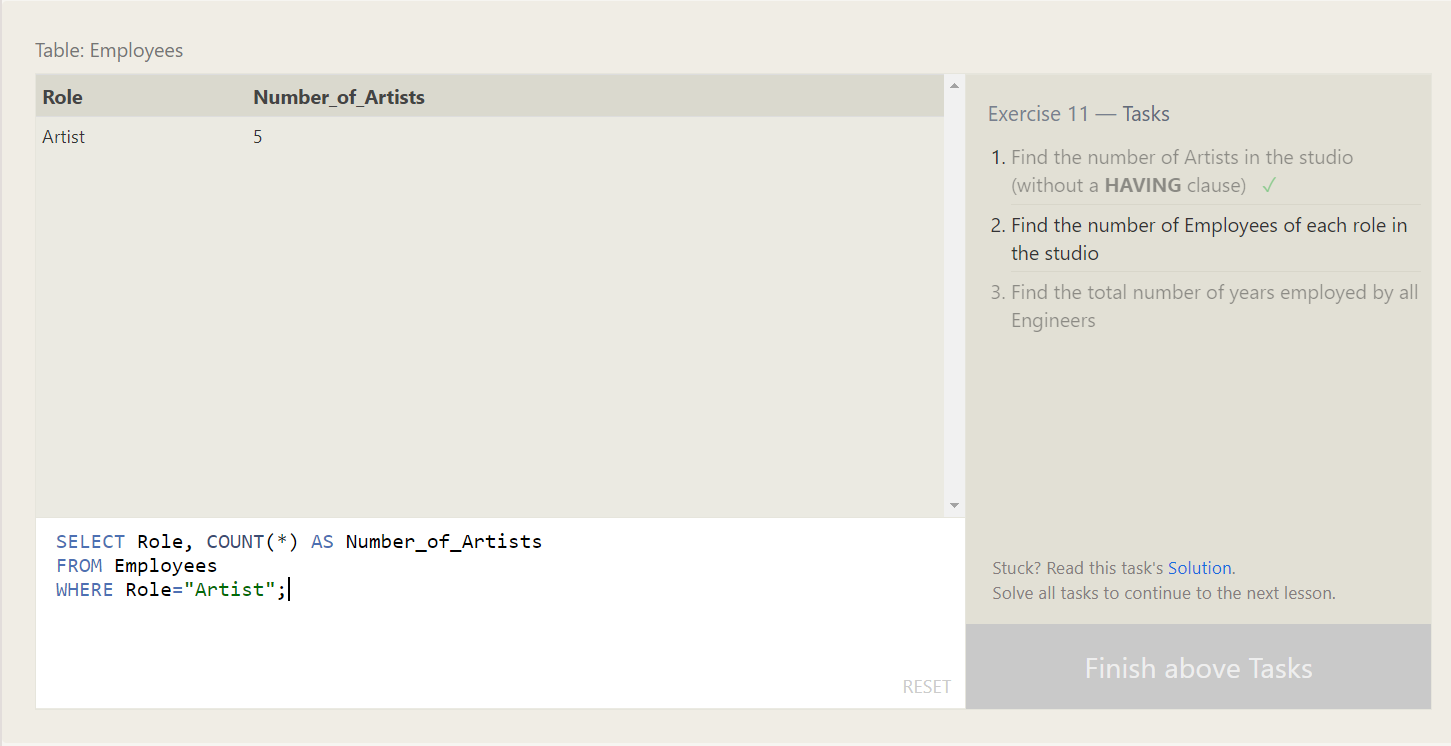 Table: Employees
Role Number_of_Artists
Artist 5
SELECT Role, COUNT(*) AS Number_of_Artists
FROM Employees
WHERE Role="Artist";
RESET
Exercise 11 — Tasks
1. Find the number of Artists in the studio
(without a HAVING clause) ✓
2. Find the number of Employees of each role in
the studio
3. Find the total number of years employed by all
Engineers
Stuck? Read this task's Solution.
Solve all tasks to continue to the next lesson.
Finish above Tasks